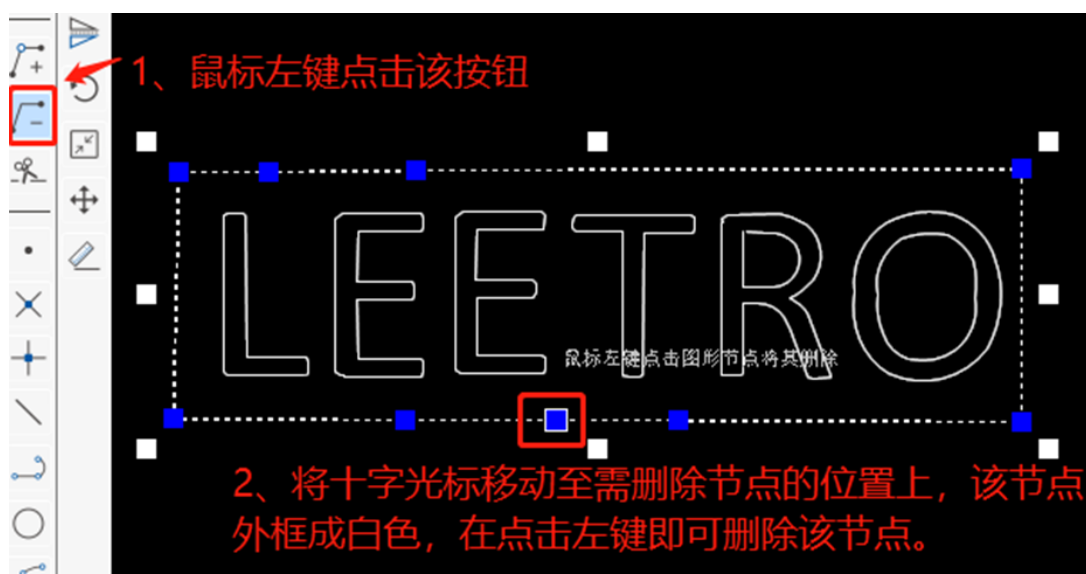 1、鼠标左键点击该按钮
LEETRO
鼠标左键点击图形节点将其删除
2、将十字光标移动至需删除节点的位置上，该节点
外框成白色，在点击左键即可删除该节点。